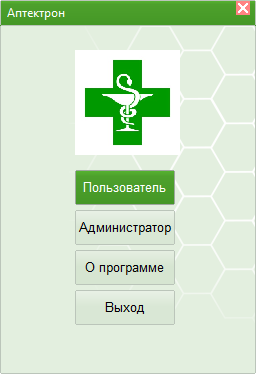 Аптектрон
Пользователь
Администратор
О программе
Выход